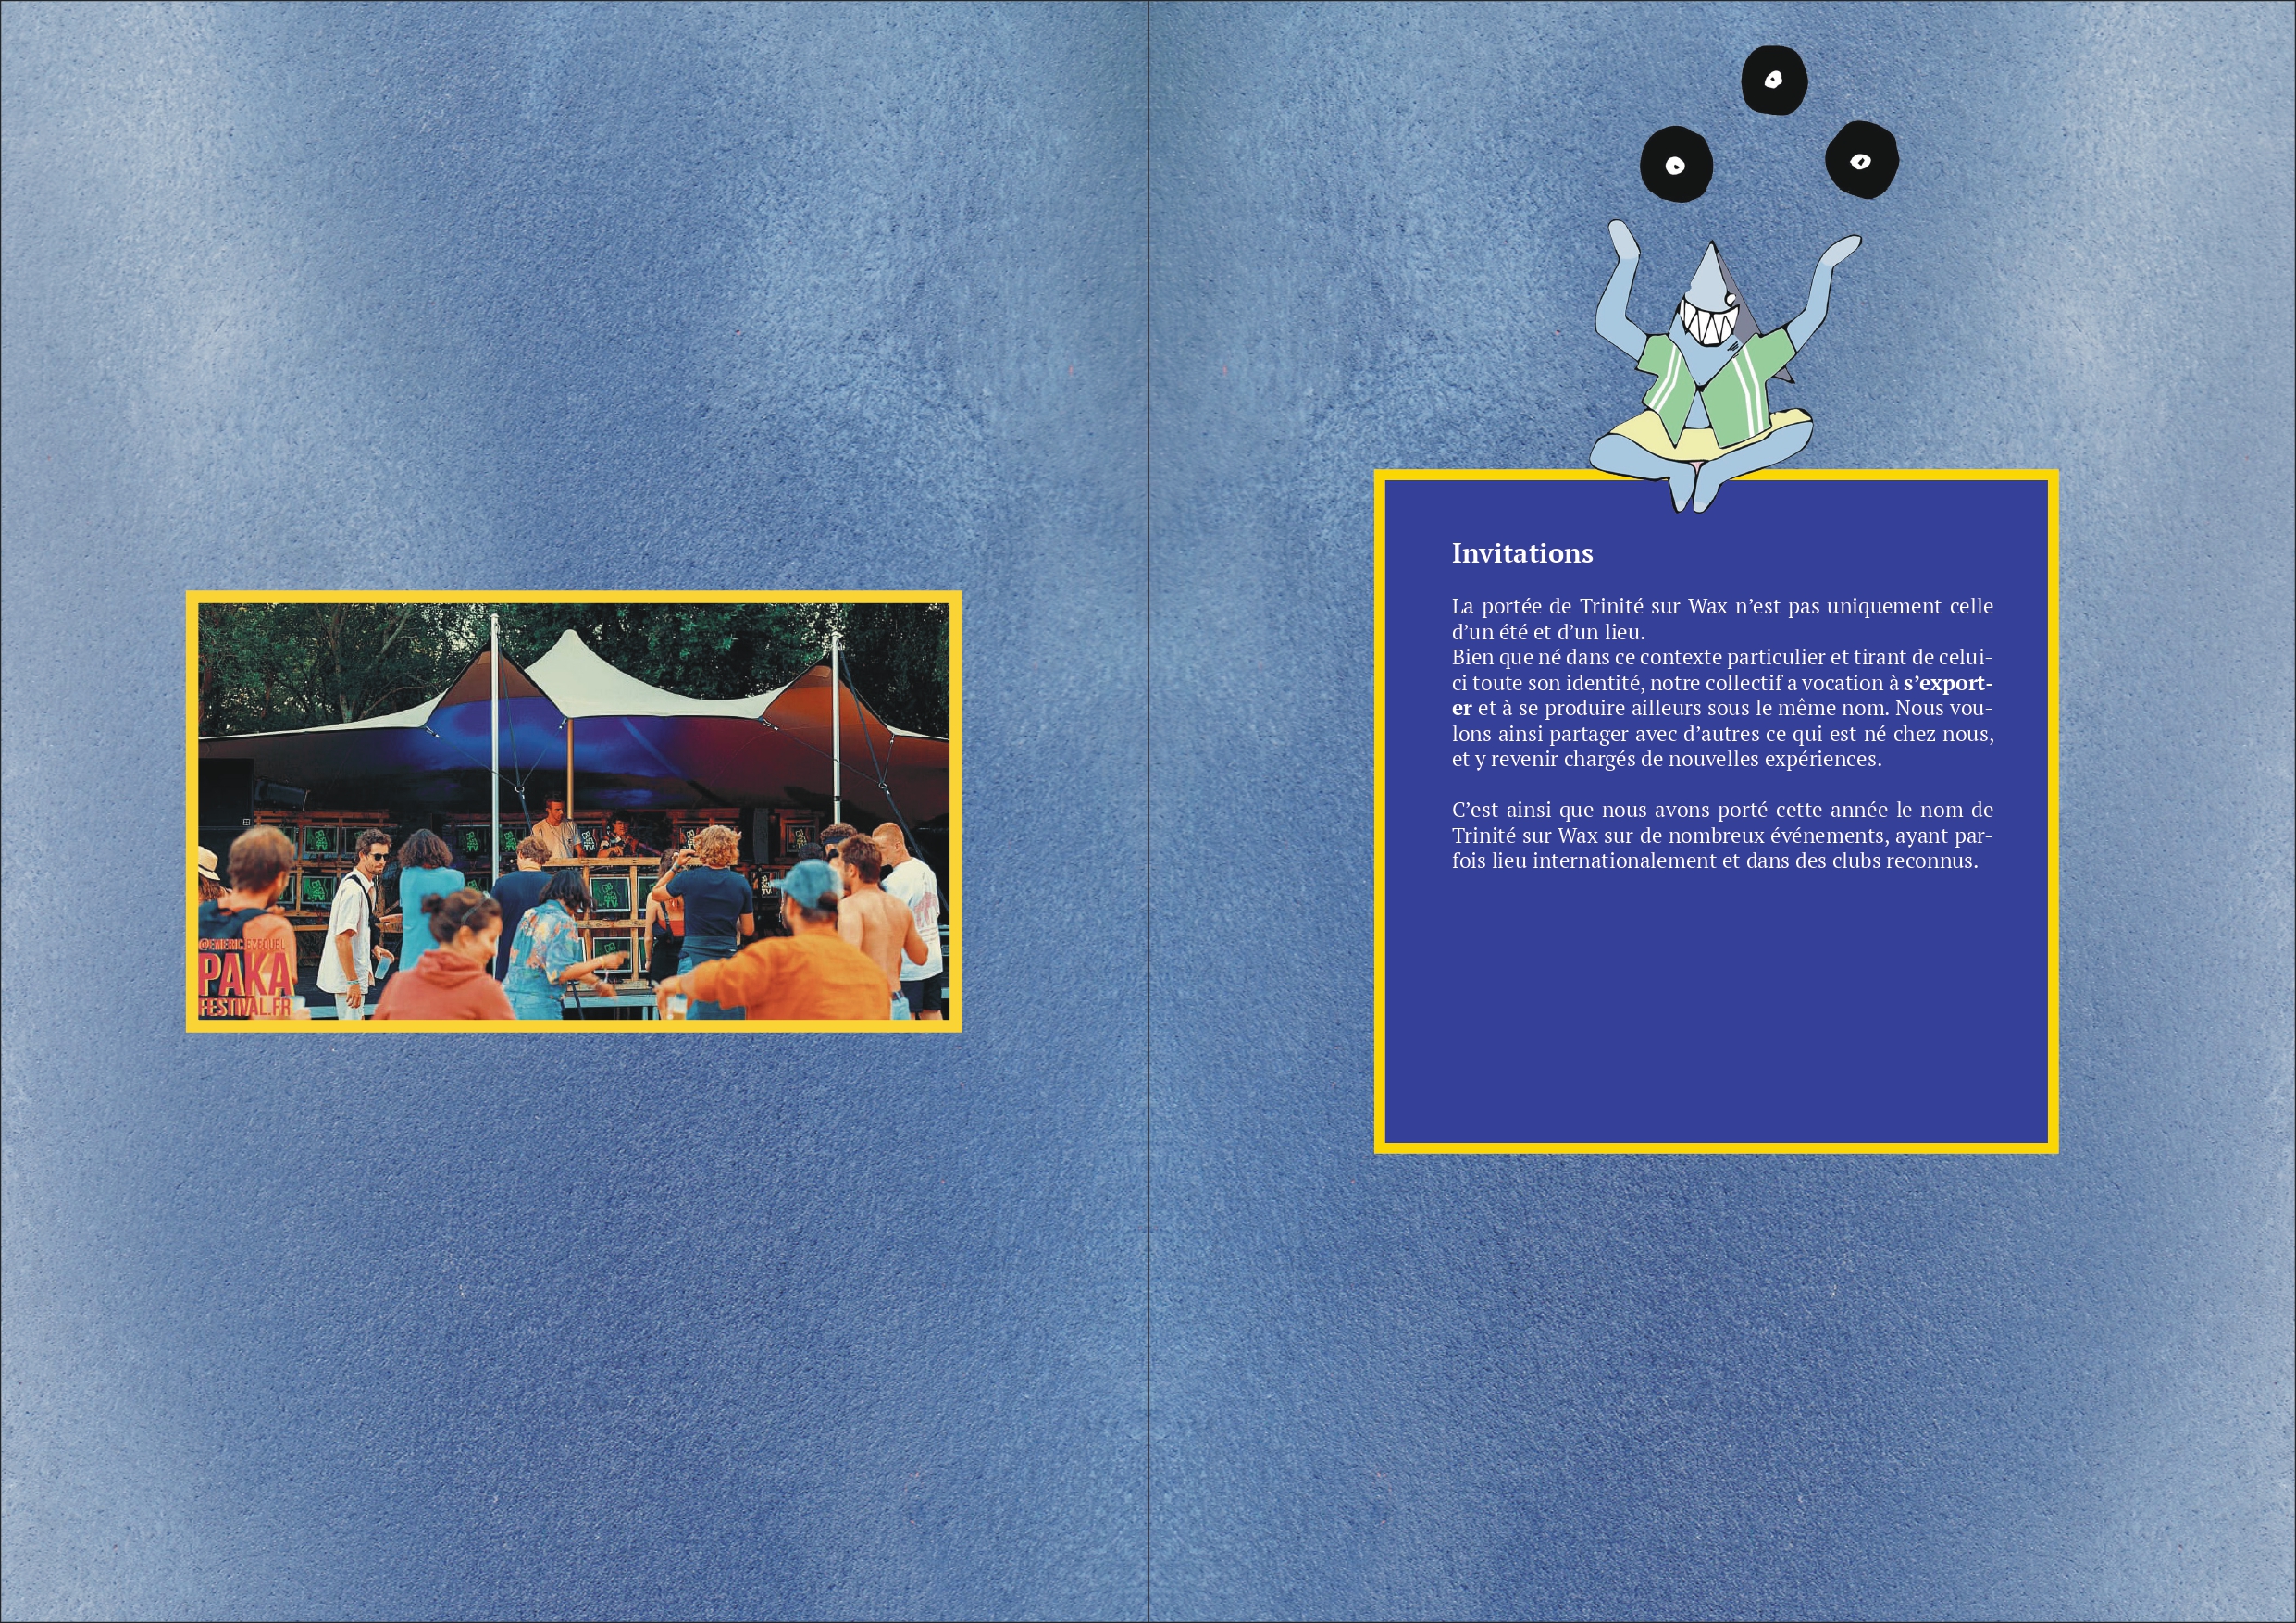 @EMERIC.EZEQUEL
PAKA
FESTIVAL.FR
Invitations
La portée de Trinité sur Wax n’est pas uniquement celle
d’un été et d’un lieu.
Bien que né dans ce contexte particulier et tirant de celui-
ci toute son identité, notre collectif a vocation à s’export-
er et à se produire ailleurs sous le même nom. Nous vou-
lons ainsi partager avec d’autres ce qui est né chez nous,
et y revenir chargés de nouvelles expériences.
C’est ainsi que nous avons porté cette année le nom de
Trinité sur Wax sur de nombreux événements, ayant par-
fois lieu internationalement et dans des clubs reconnus.